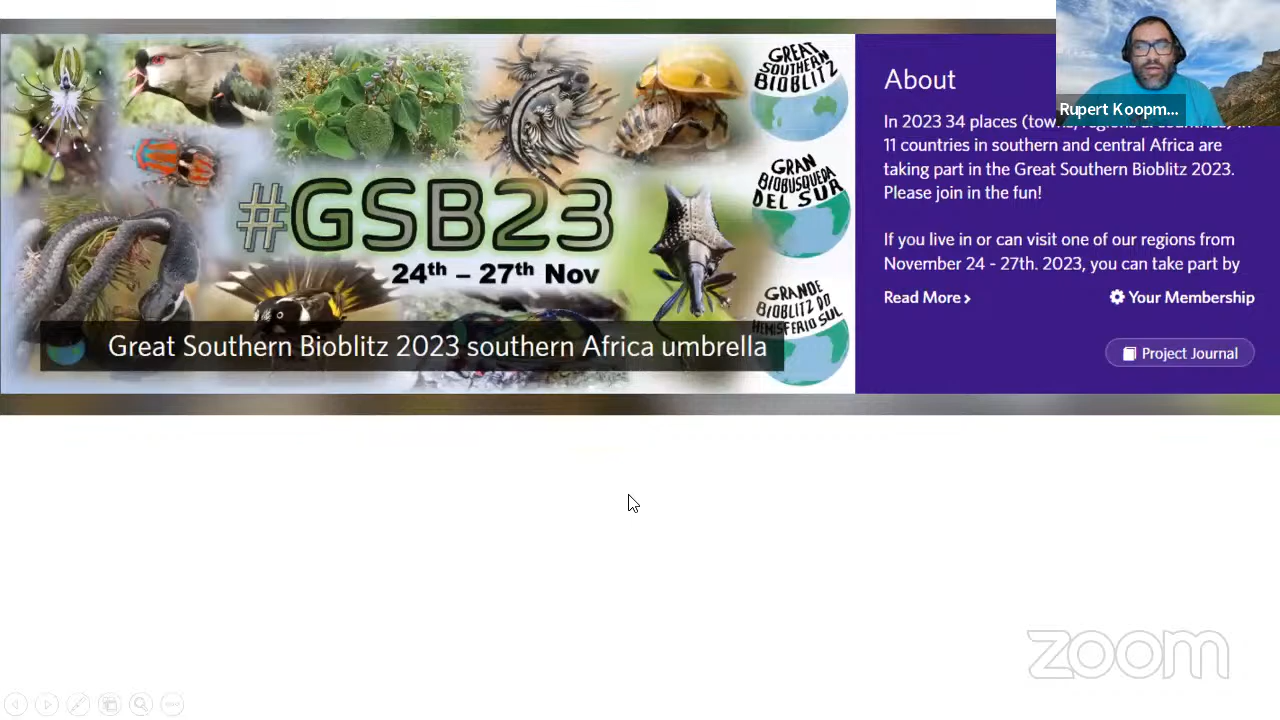 GREAT
SOUTHERN
BIOBLITZ
GRAN
BIOBUSQUEDA
DEL SUR
GRANDE
BIOBLITZ DO
HEMISFERIO SUL
#GSB23
24th – 27th Nov
Great Southern Bioblitz 2023 southern Africa umbrella
About
In 2023 34 places (towns, regions & countries) in
11 countries in southern and central Africa are
taking part in the Great Southern Bioblitz 2023.
Please join in the fun!
If you live in or can visit one of our regions from
November 24 - 27th. 2023, you can take part by
Read More
Your Membership
Project Journal
Rupert Koopm...
zoom